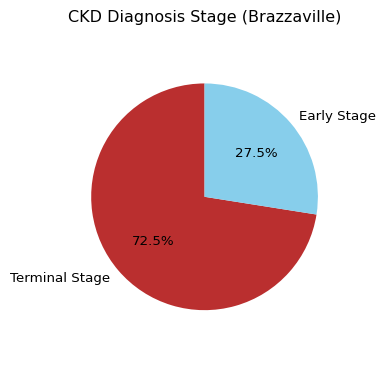 CKD Diagnosis Stage (Brazzaville)
Early Stage
27.5%
72.5%
Terminal Stage